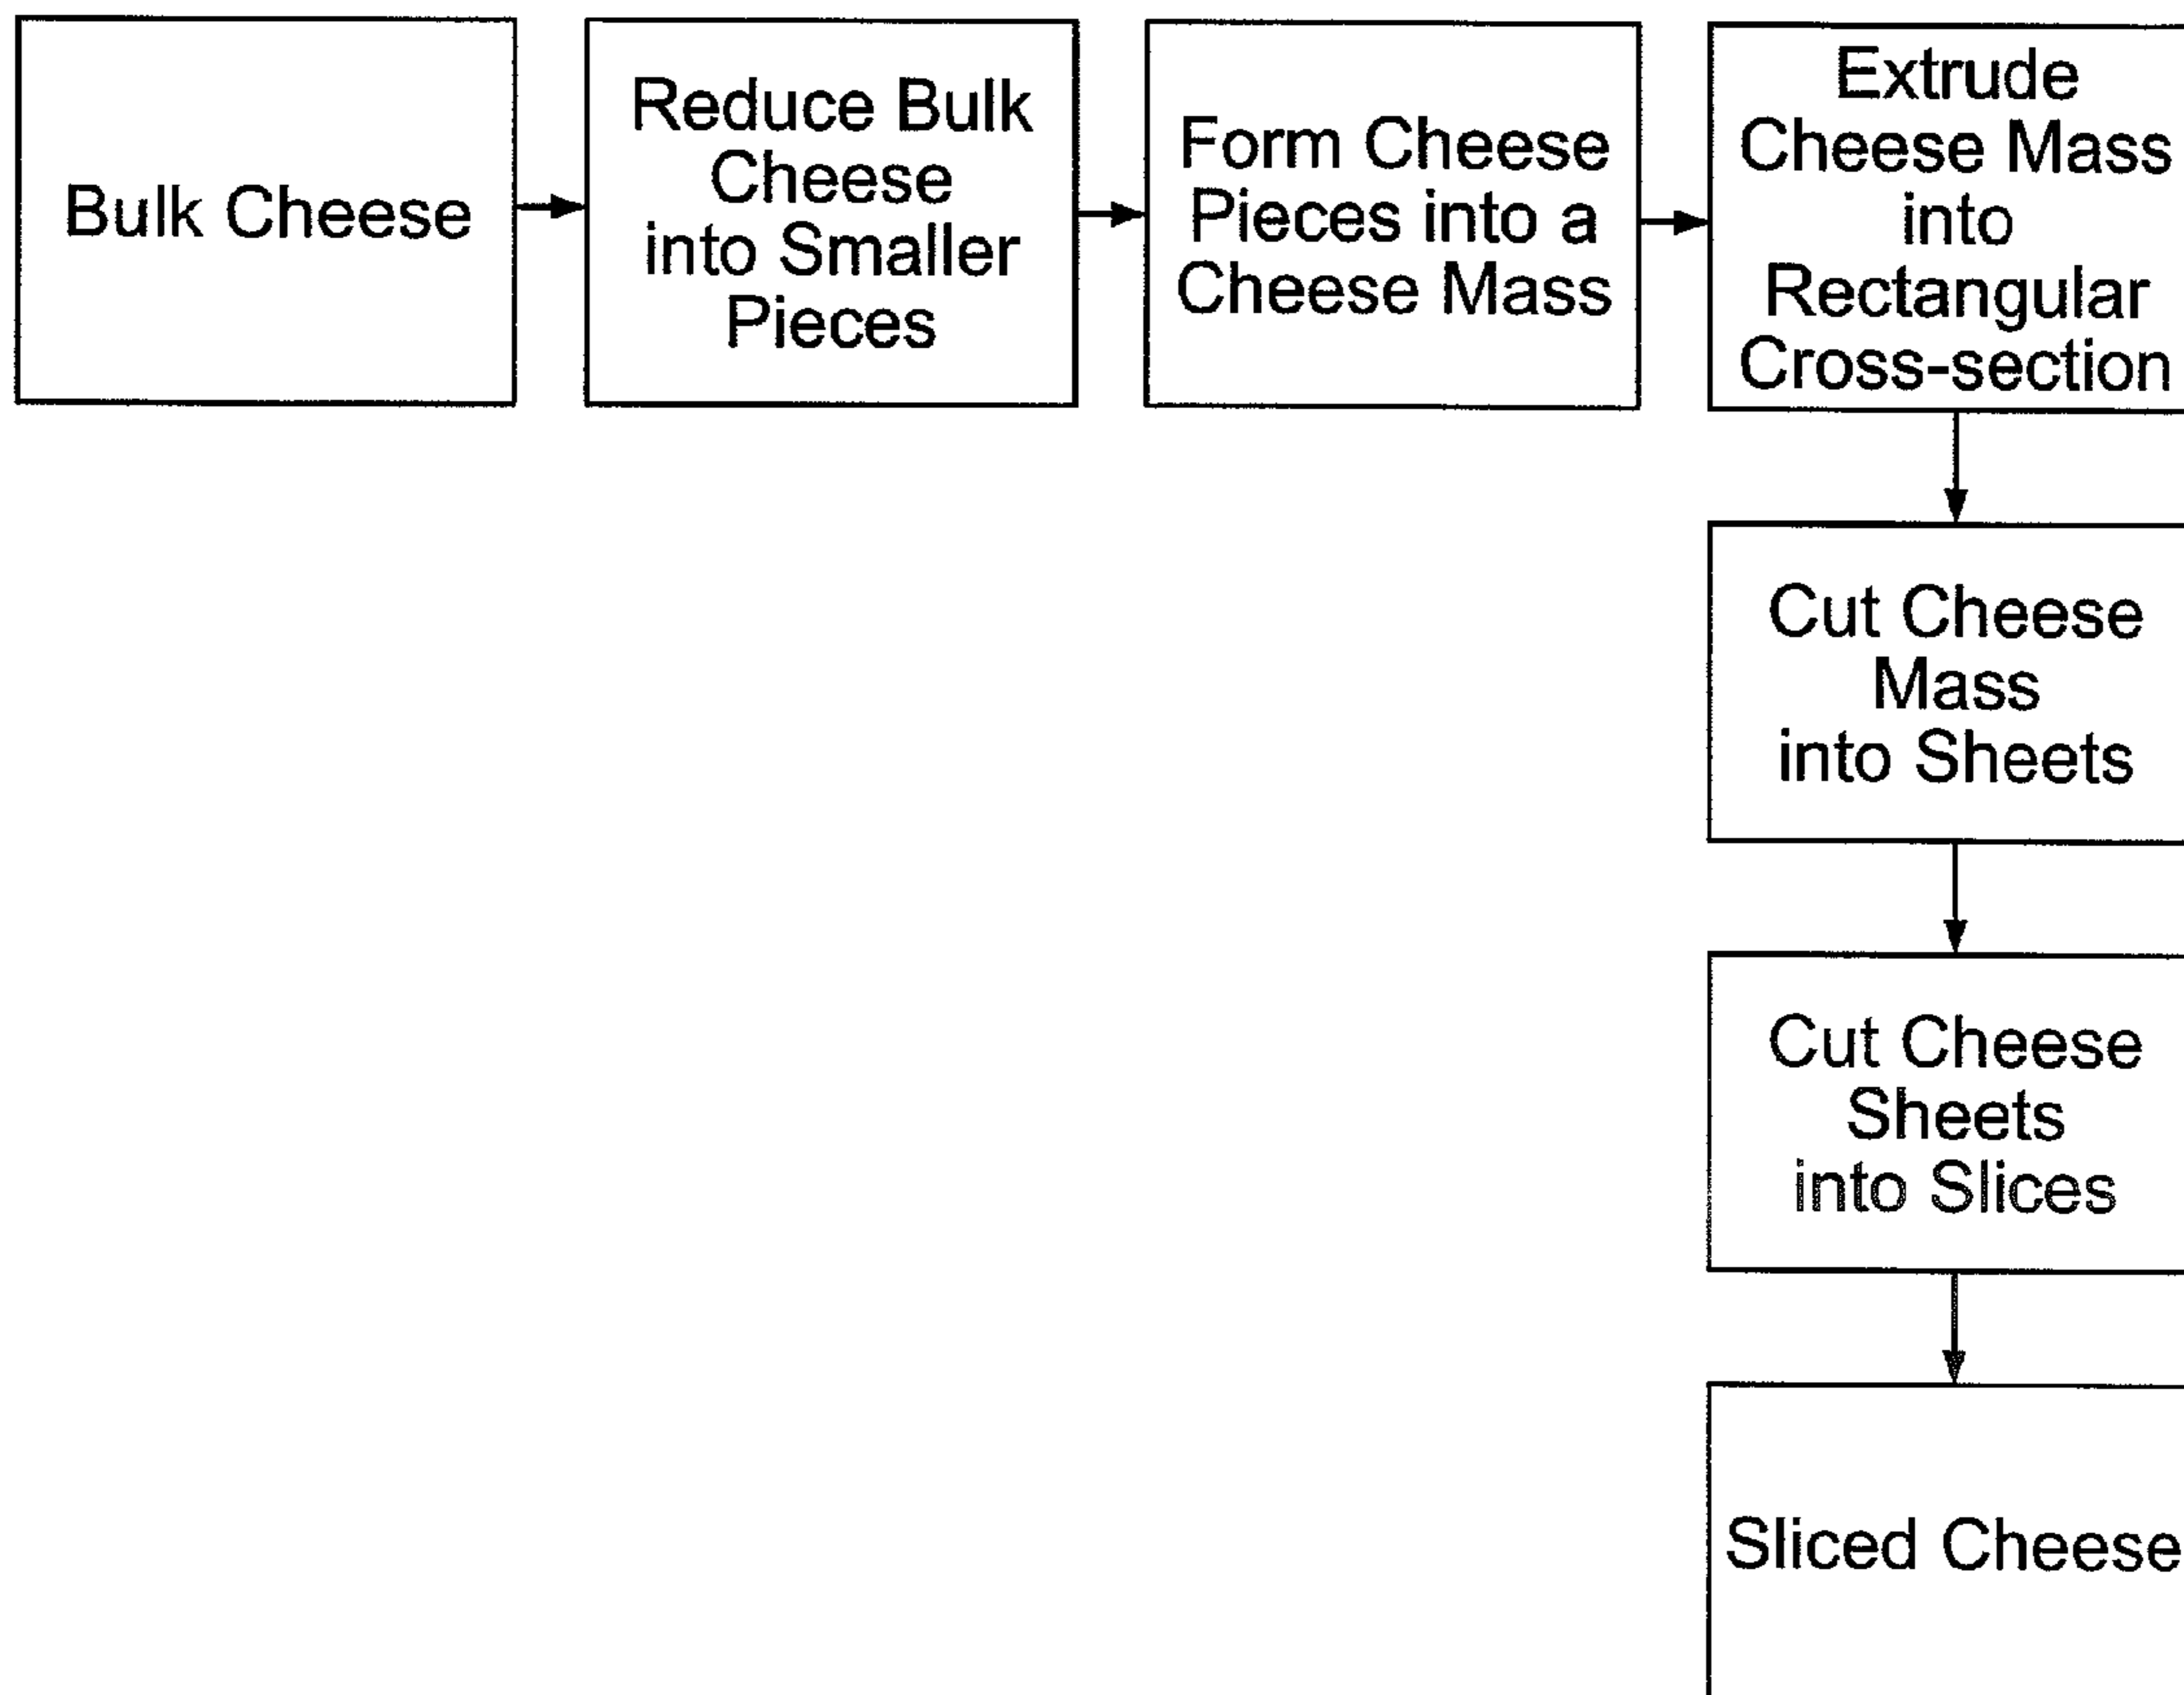 Bulk Cheese
Reduce Bulk
Cheese
into Smaller
Pieces
Form Cheese
Pieces into a
Cheese Mass
Extrude
Cheese Mass
into
Rectangular
Cross-section
Cut Cheese
Mass
into Sheets
Cut Cheese
Sheets
into Slices
Sliced Cheese